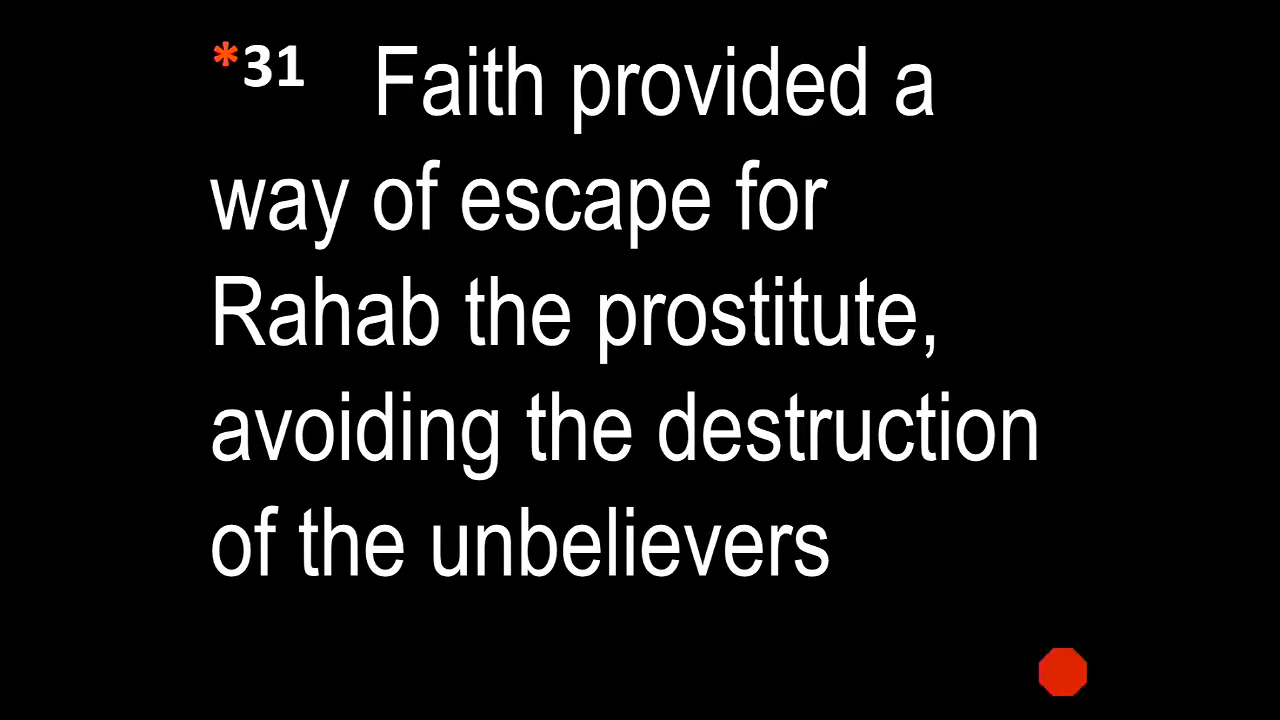 *31 Faith provided a
way of escape for
Rahab the prostitute,
avoiding the destruction
of the unbelievers